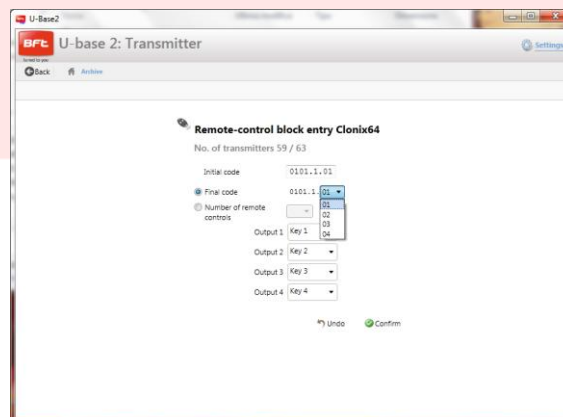 U-Base2
BFT U-base 2: Transmitter
Settings
Back Archive
Remote-control block entry Clonix64
No. of transmitters 59 / 63
Initial code 0101.1.01
Final code 0101.1. 01
Number of remote controls
01
02
03
04
Output 1 Key 1
Output 2 Key 2
Output 3 Key 3
Output 4 Key 4
Undo Confirm